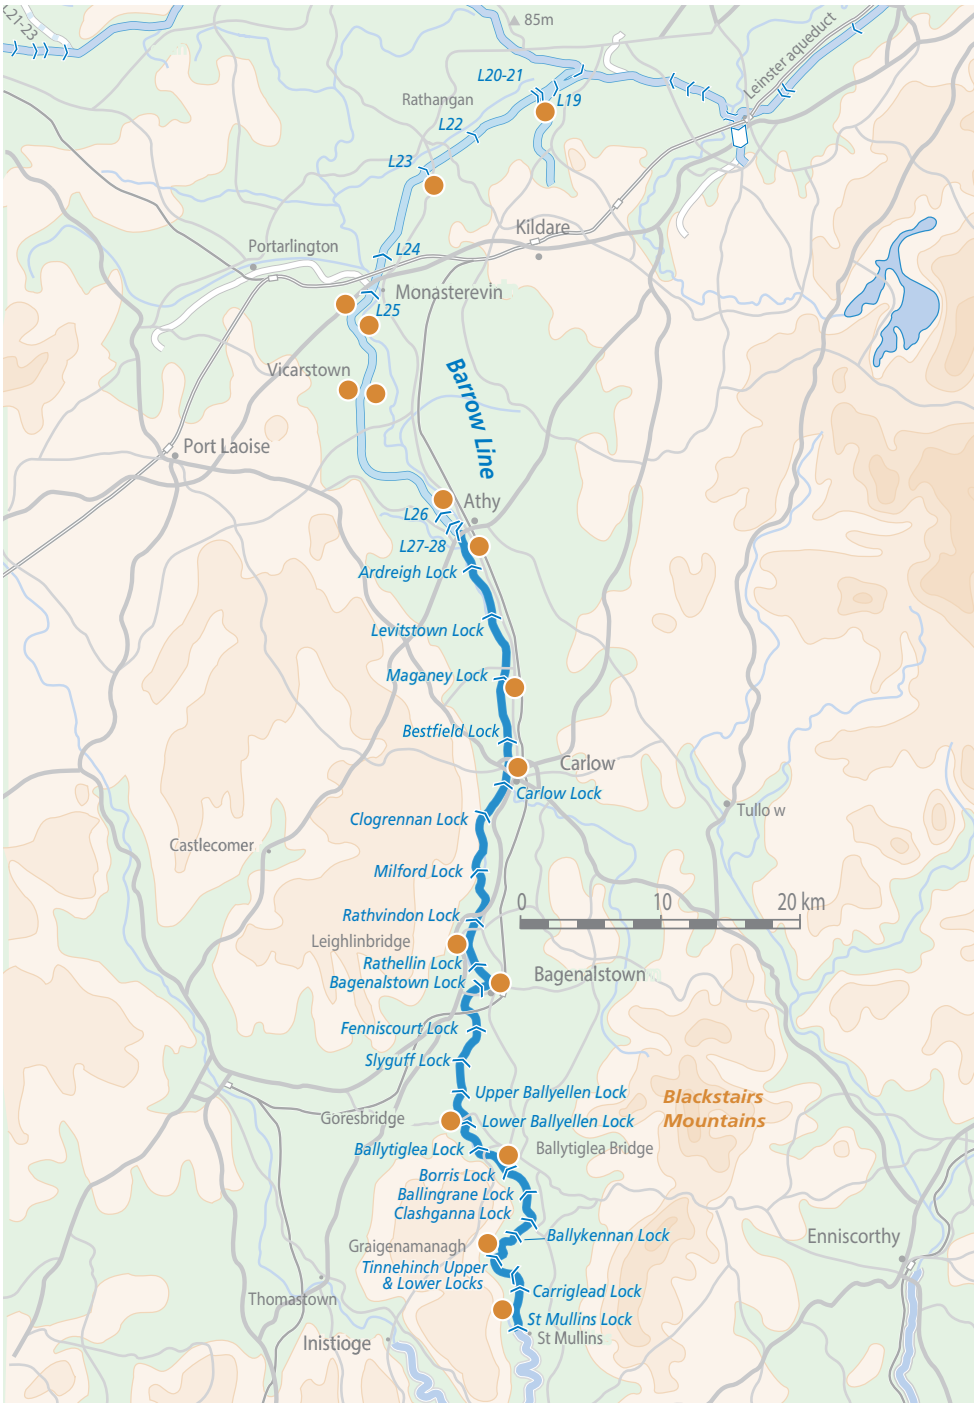 L21-23
85m
Leinster aqueduct
L20-21
L19
Rathangan
L22
L23
Kildare
Portarlington
L24
Monasterevin
L25
Vicarstown
Barrow Line
Port Laoise
Athy
L26
L27-28
Ardreigh Lock
Levitstown Lock
Maganey Lock
Bestfield Lock
Carlow
Carlow Lock
Tullo w
Clogrennan Lock
Castlecomer
Milford Lock
0 10 20 km
Rathvindon Lock
Leighlinbridge
Rathellin Lock
Bagenalstown
Bagenalstown Lock
Fenniscourt Lock
Slyguff Lock
Upper Ballyellen Lock
Blackstairs
Mountains
Goresbridge
Lower Ballyellen Lock
Ballytiglea Lock
Ballytiglea Bridge
Borris Lock
Ballingrane Lock
Clashganna Lock
Ballykennan Lock
Enniscorthy
Graigenamanagh
Tinnehinch Upper
& Lower Locks
Carriglead Lock
Thomastown
St Mullins Lock
St Mullins
Inistioge